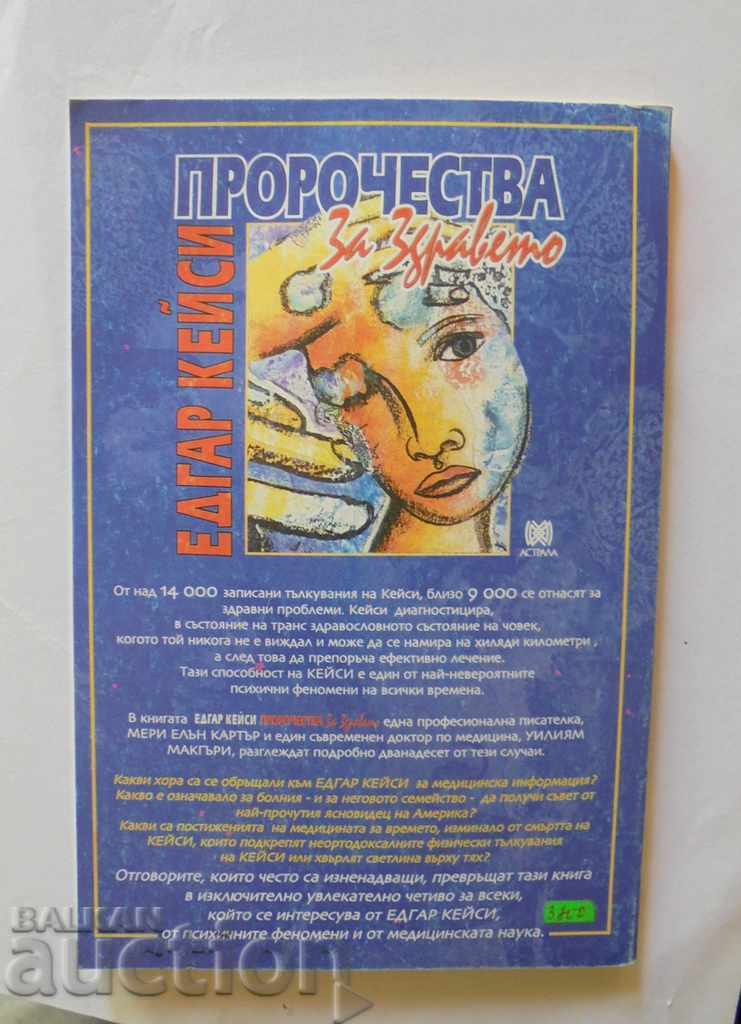 ПРОРОЧЕСТВА
За Здравето
ЕДГАР КЕЙСИ
АСТРАЛА
От над 14 000 записани тълкувания на Кейси, близо 9 000 се отнасят за
здравни проблеми. Кейси диагностицира,
в състояние на транс здравословното състояние на човек,
когото той никога не е виждал и може да се намира на хиляди километри ,
а след това да препоръча ефективно лечение.
Тази способност на КЕЙСИ е един от най-невероятните
психични феномени на всички времена.
В книгата ЕДГАР КЕЙСИ ПРОРОЧЕСТВА За Здравето една професионална писателка,
МЕРИ ЕЛЪН КАРТЪР и един съвременен доктор по медицина, УИЛИЯМ
МАКГЪРИ, разглеждат подробно дванадесет от тези случаи.
Какви хора са се обръщали към ЕДГАР КЕЙСИ за медицинска информация?
Какво е означавало за болния - и за неговото семейство - да получи съвет от
най-прочутия ясновидец на Америка?
Какви са постиженията на медицината за времето, изминало от смъртта на
КЕЙСИ, които подкрепят неортодоксалните физически тълкувания
на КЕЙСИ или хвърлят светлина върху тях?
Отговорите, които често са изненадващи, превръщат тази книга
в изключително увлекателно четиво за всеки,
който се интересува от ЕДГАР КЕЙСИ,
от психичните феномени и от медицинската наука.
БАLКАN
auction